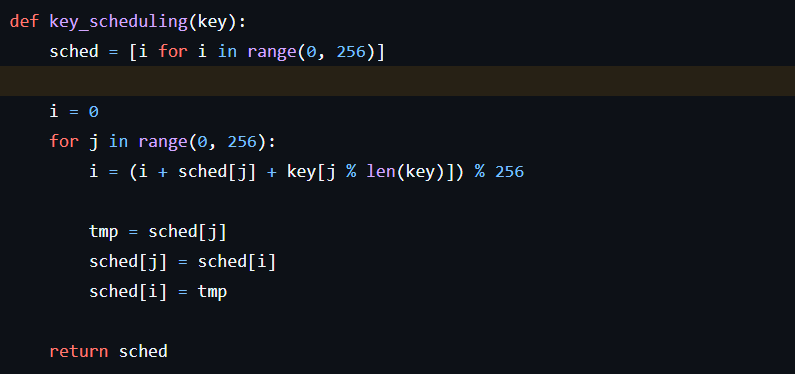 def key_scheduling(key):
    sched = [i for i in range(0, 256)]
    i = 0
    for j in range(0, 256):
        i = (i + sched[j] + key[j % len(key)]) % 256
        tmp = sched[j]
        sched[j] = sched[i]
        sched[i] = tmp
    return sched